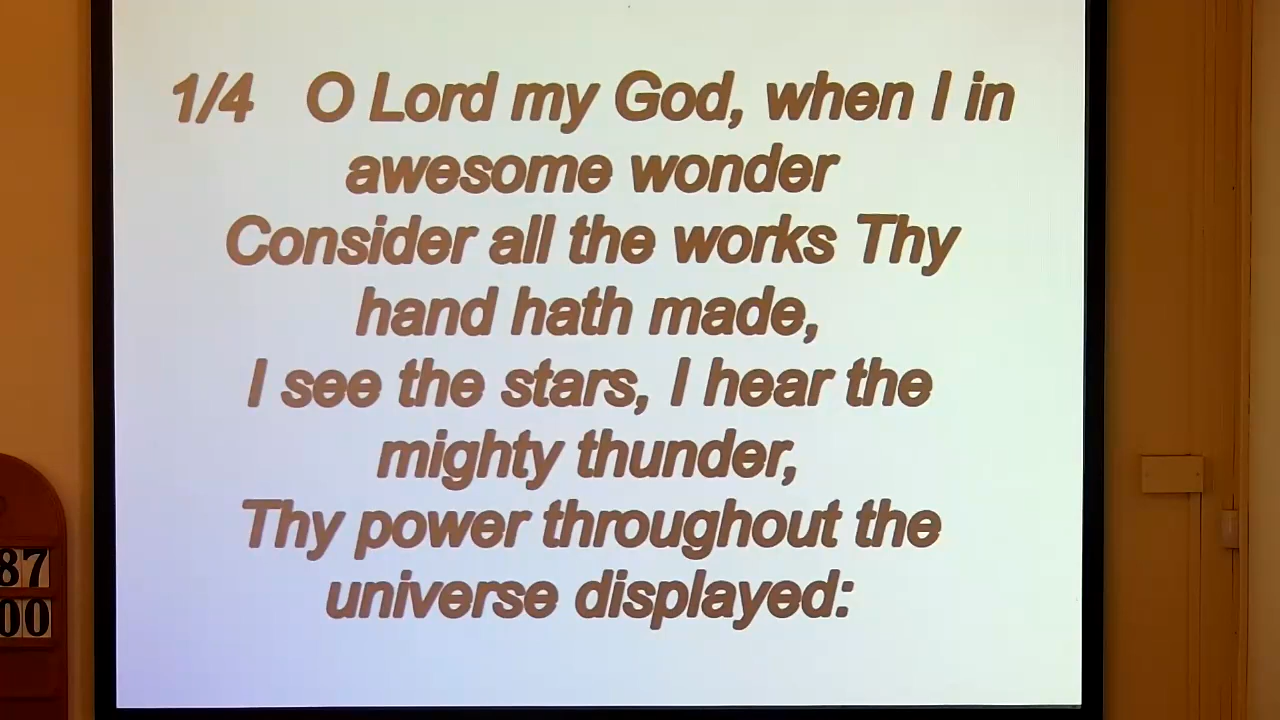 1/4 O Lord my God, when I in
awesome wonder
Consider all the works Thy
hand hath made,
I see the stars, I hear the
mighty thunder,
Thy power throughout the
universe displayed:
87
00